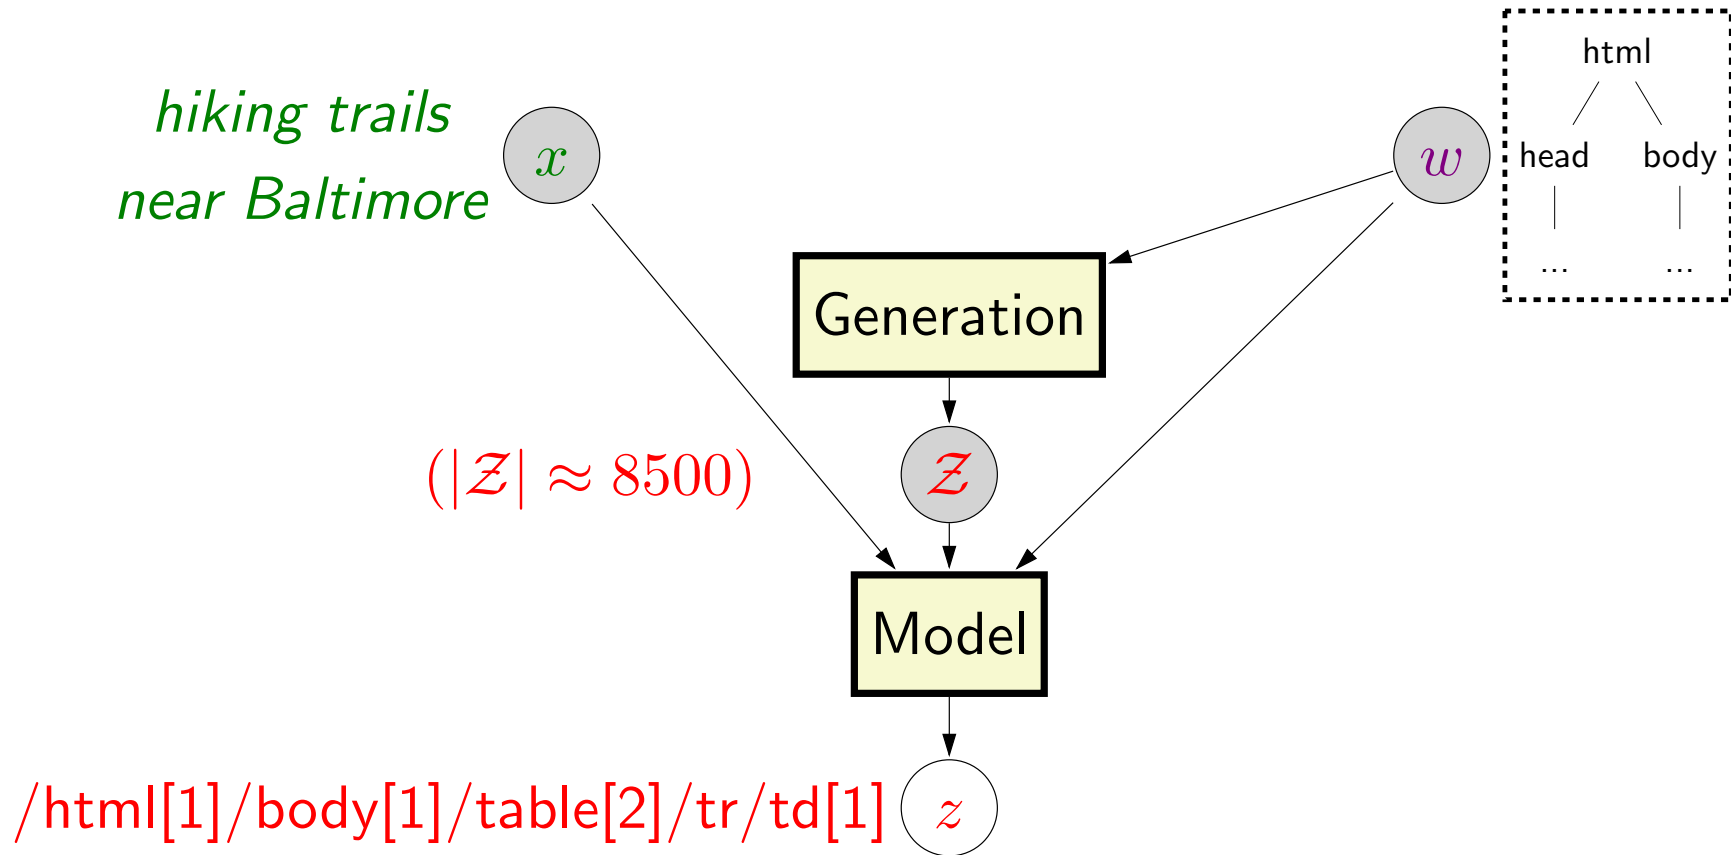 html
hiking trails
near Baltimore
x
w
head body
... ...
Generation
(|𝒵| ≈ 8500)
𝒵
Model
/html[1]/body[1]/table[2]/tr/td[1]
z